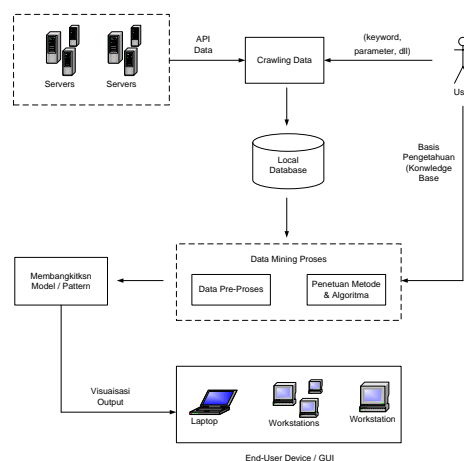 Servers
Servers
API
Data
Crawling Data
(keyword,
parameter, dll)
Basis
Pengetahuan
(Konwledge
Base
Local
Database
Data Mining Proses
Data Pre-Proses
Penetuan Metode
& Algoritma
Membangkitksn
Model / Pattern
Visuaisasi
Output
Laptop
Workstations
Workstation
End-User Device / GUI